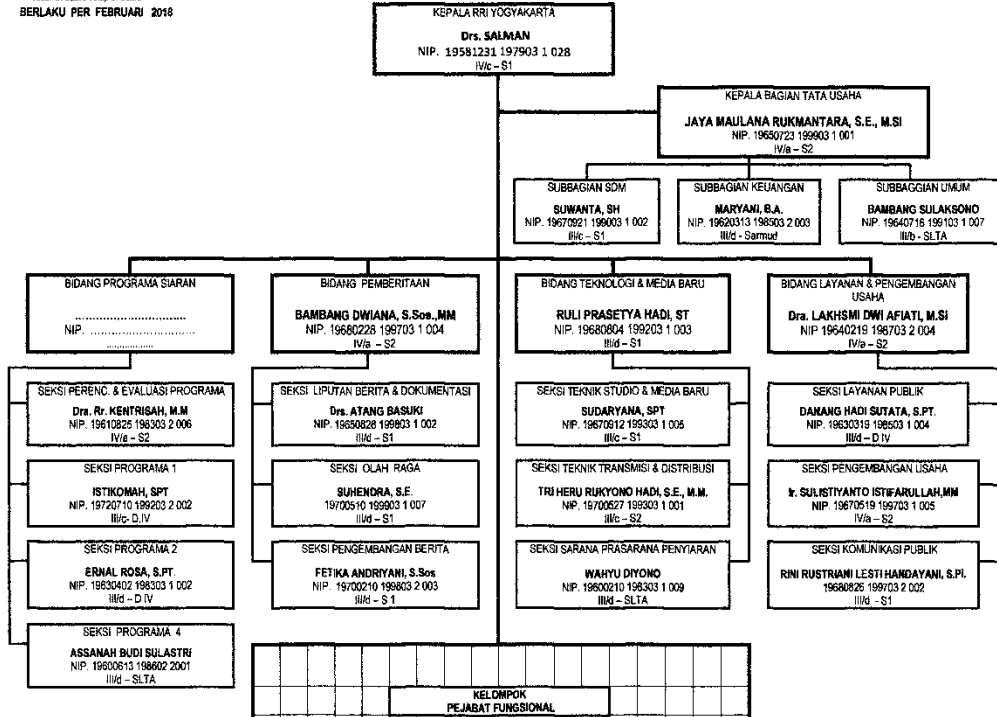 BERLAKU PER FEBRUARI 2018
KEPALA RRI YOGYAKARTA
Drs. SALMAN
NIP. 19581231 197903 1 028
IV/c – S1
KEPALA BAGIAN TATA USAHA
JAYA MAULANA RUKMANTARA, S.E., M.SI
NIP. 19650723 199903 1 001
IV/a – S2
SUBBAGIAN SDM
SUWANTA, SH
NIP. 19670921 199003 1 002
III/c – S1
SUBBAGIAN KEUANGAN
MARYANI, B.A.
NIP. 19620313 198503 2 003
III/d - Sarmud
SUBBAGGIAN UMUM
BAMBANG SULAKSONO
NIP. 19640716 199103 1 007
III/b - SLTA
BIDANG PROGRAMA SIARAN
..............................
NIP. ..............................
................
BIDANG PEMBERITAAN
BAMBANG DWIANA, S.Sos.,MM
NIP. 19680228 199703 1 004
IV/a – S2
BIDANG TEKNOLOGI & MEDIA BARU
RULI PRASETYA HADI, ST
NIP. 19680804 199203 1 003
III/d – S1
BIDANG LAYANAN & PENGEMBANGAN
USAHA
Dra. LAKHSMI DWI AFIATI, M.SI
NIP. 19640219 198703 2 004
IV/a – S2
SEKSI PERENC. & EVALUASI PROGRAMA
Dra. Rr. KENTRISAH, M.M
NIP. 19610825 198303 2 006
IV/a – S2
SEKSI LIPUTAN BERITA & DOKUMENTASI
Drs. ATANG BASUKI
NIP. 19650828 199803 1 002
III/d – S1
SEKSI TEKNIK STUDIO & MEDIA BARU
SUDARYANA, SPT
NIP. 19670912 199303 1 005
III/c – S1
SEKSI LAYANAN PUBLIK
DANANG HADI SUTATA, S.PT.
NIP. 19630319 198503 1 004
III/d – D IV
SEKSI PROGRAMA 1
ISTIKOMAH, SPT
NIP. 19720710 199203 2 002
III/c- D.IV
SEKSI OLAH RAGA
SUHENDRA, S.E.
19700510 199903 1 007
III/d – S1
SEKSI TEKNIK TRANSMISI & DISTRIBUSI
TRI HERU RUKYONO HADI, S.E., M.M.
NIP. 19700527 199303 1 001
III/c – S2
SEKSI PENGEMBANGAN USAHA
Ir. SULISTIYANTO ISTIFARULLAH,MM
NIP. 19670519 199703 1 005
IV/a – S2
SEKSI PROGRAMA 2
ERNAL ROSA, S.PT.
NIP. 19630402 198303 1 002
III/d – D IV
SEKSI PENGEMBANGAN BERITA
FETIKA ANDRIYANI, S.Sos
NIP. 19700210 199803 2 003
III/d – S 1
SEKSI SARANA PRASARANA PENYIARAN
WAHYU DIYONO
NIP. 19600210 198303 1 009
III/d – SLTA
SEKSI KOMUNIKASI PUBLIK
RINI RUSTRIANI LESTI HANDAYANI, S.PI.
NIP. 19680826 199703 2 002
III/d – S1
SEKSI PROGRAMA 4
ASSANAH BUDI SULASTRI
NIP. 19600613 198602 2001
III/d – SLTA
KELOMPOK
PEJABAT FUNGSIONAL